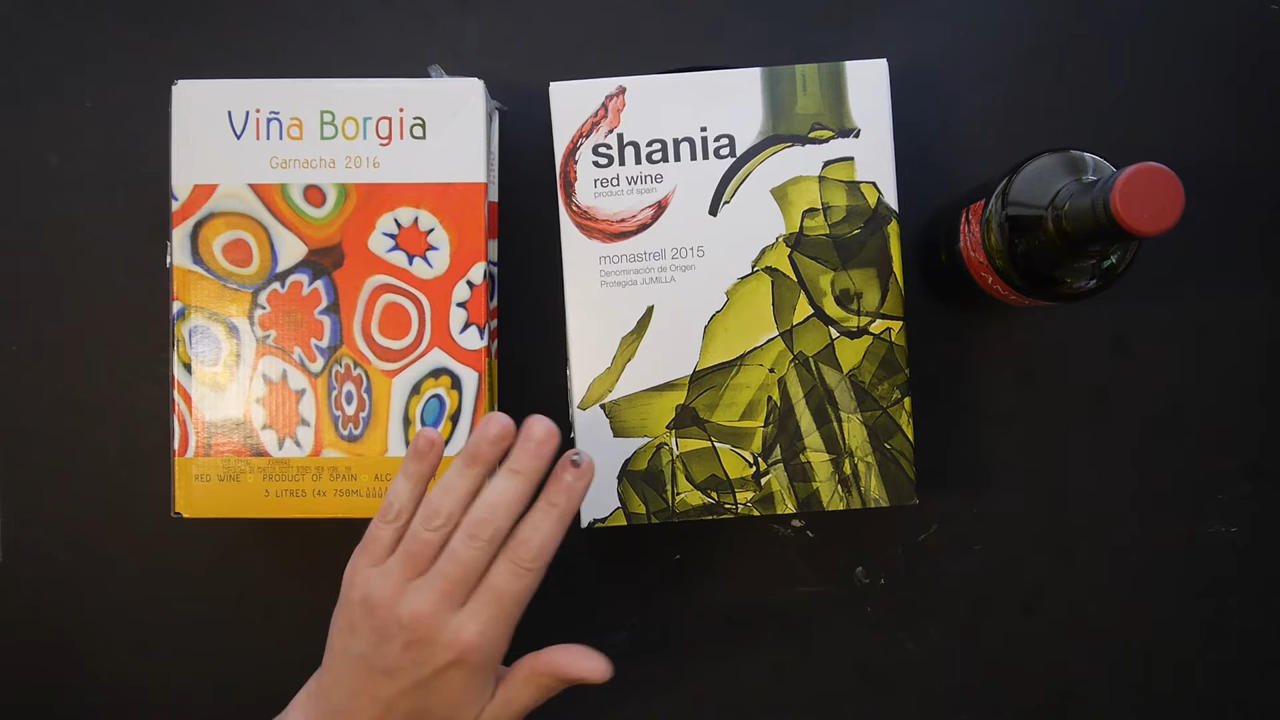 Viña Borgia
Garnacha 2016
RED WINE PRODUCT OF SPAIN ALC
3 LITRES (4x 750ML
shania
red wine
product of spain
monastrell 2015
Denominación de Origen
Protegida JUMILLA